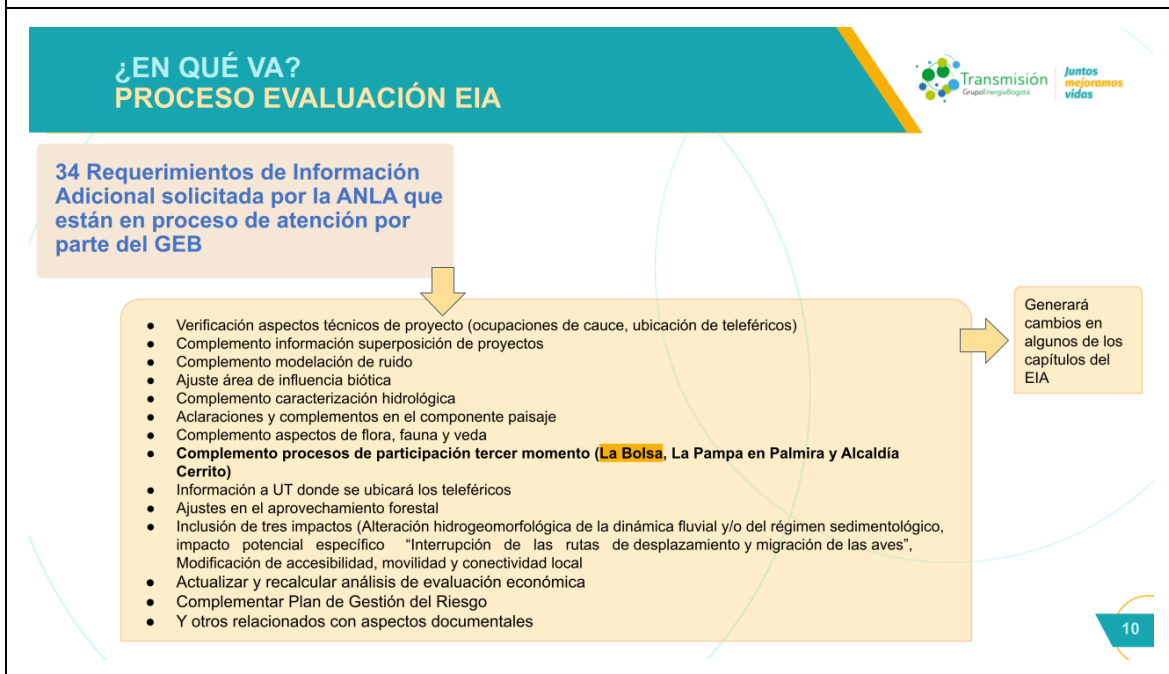 ¿EN QUÉ VA?
PROCESO EVALUACIÓN EIA
Transmisión
GrupoEnergíaBogotá
Juntos
mejoramos
vidas
34 Requerimientos de Información
Adicional solicitada por la ANLA que
están en proceso de atención por
parte del GEB
● Verificación aspectos técnicos de proyecto (ocupaciones de cauce, ubicación de teleféricos)
● Complemento información superposición de proyectos
● Complemento modelación de ruido
● Ajuste área de influencia biótica
● Complemento caracterización hidrológica
● Aclaraciones y complementos en el componente paisaje
● Complemento aspectos de flora, fauna y veda
● Complemento procesos de participación tercer momento (La Bolsa, La Pampa en Palmira y Alcaldía
Cerrito)
● Información a UT donde se ubicará los teleféricos
● Ajustes en el aprovechamiento forestal
● Inclusión de tres impactos (Alteración hidrogeomorfológica de la dinámica fluvial y/o del régimen sedimentológico,
impacto potencial específico “Interrupción de las rutas de desplazamiento y migración de las aves”,
Modificación de accesibilidad, movilidad y conectividad local
● Actualizar y recalcular análisis de evaluación económica
● Complementar Plan de Gestión del Riesgo
● Y otros relacionados con aspectos documentales
Generará
cambios en
algunos de los
capítulos del
EIA
10